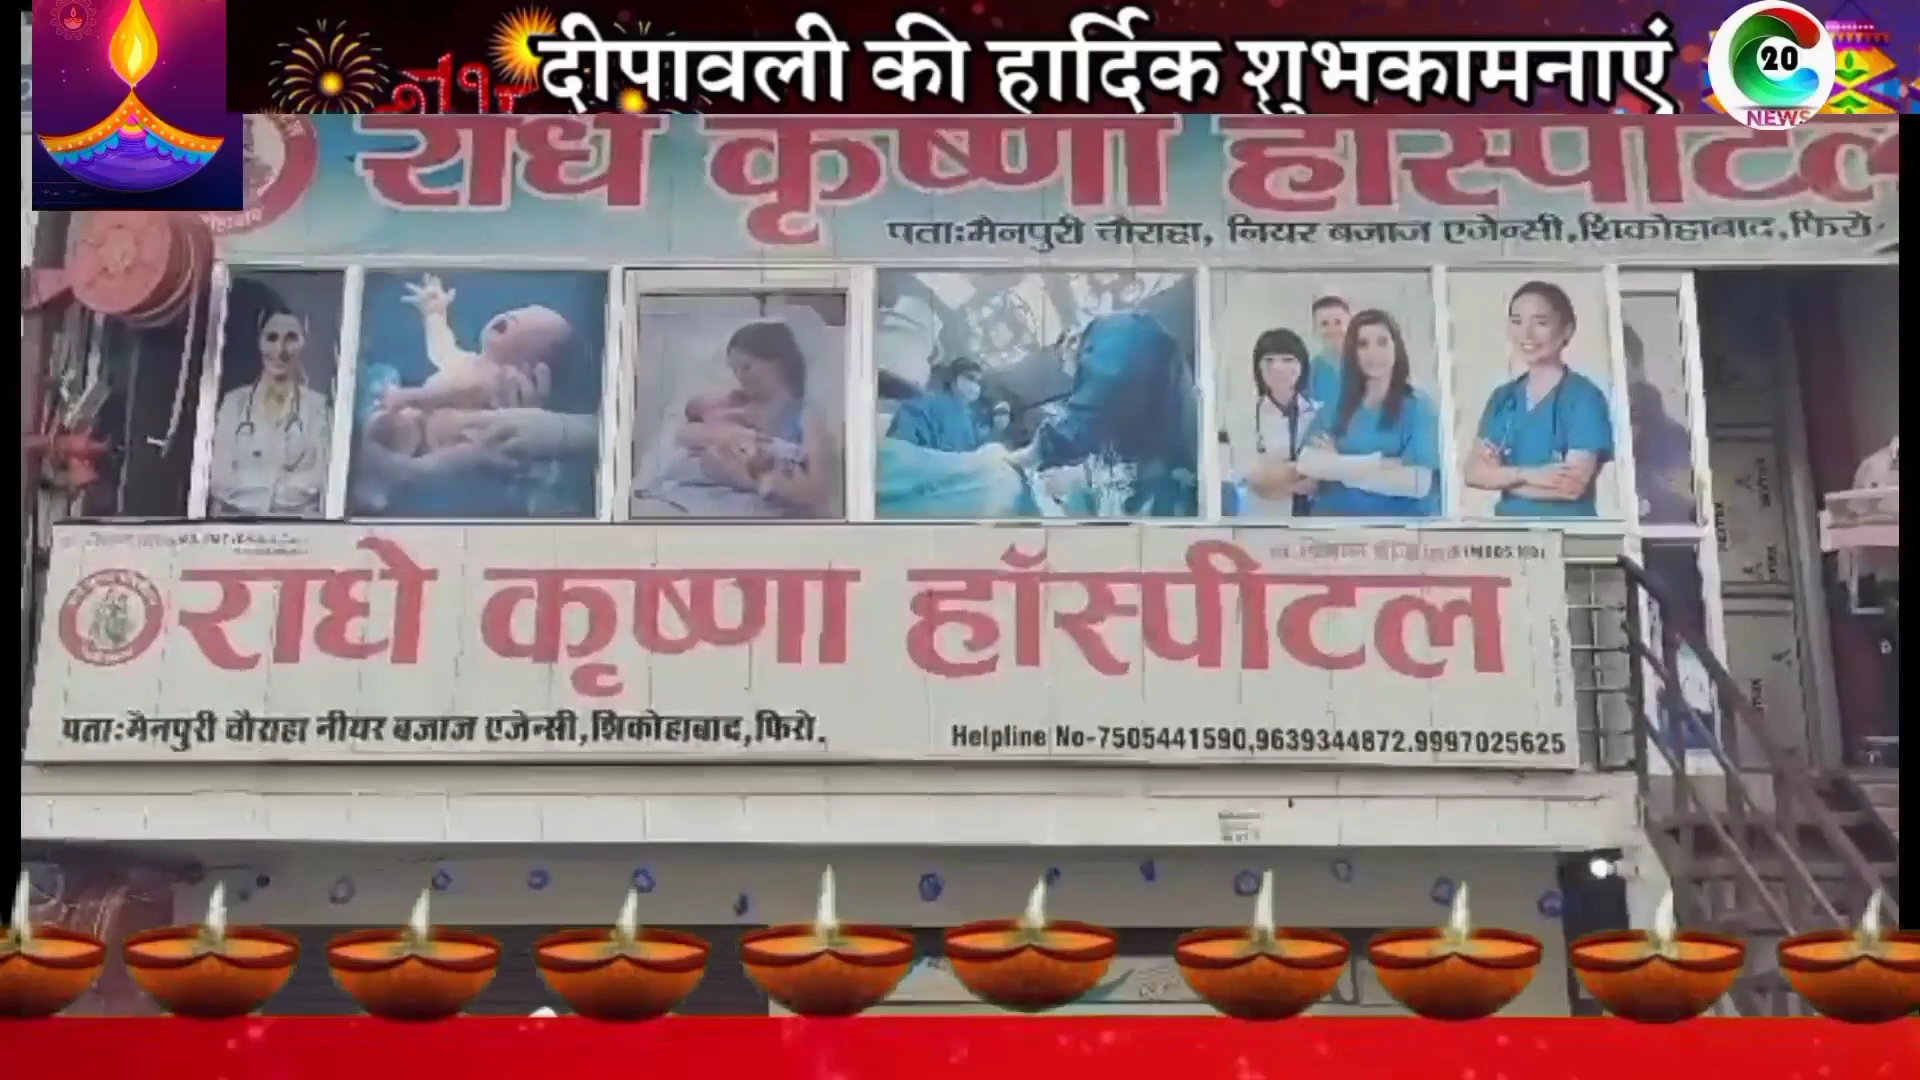 दीपावली की हार्दिक शुभकामनाएं
20
NEWS
राधे कृष्णा हॉस्पीटल
पताःमैनपुरी चौराहा, नियर बजाज एजेन्सी,शिकोहाबाद,फिरो.
राधे कृष्णा हॉस्पीटल
पताःमैनपुरी चौराहा नीयर बजाज एजेन्सी,शिकोहाबाद,फिरो.
Helpline No-7505441590,9639344872.9997025625